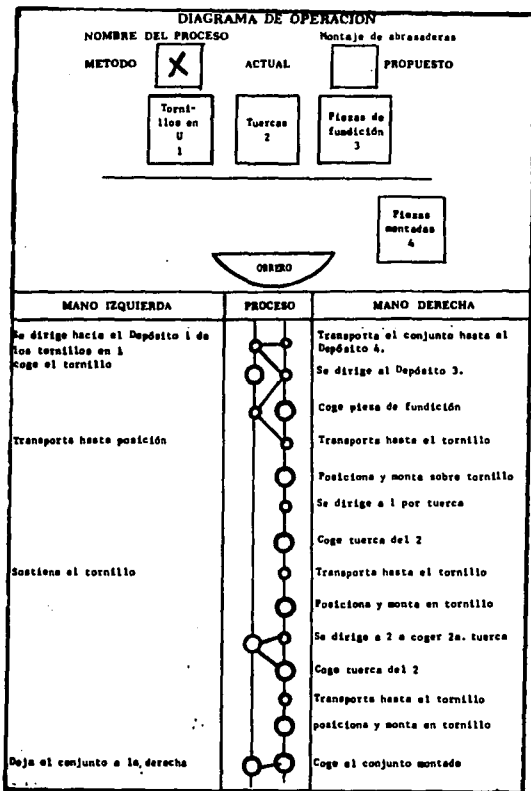 DIAGRAMA DE OPERACION
NOMBRE DEL PROCESO Montaje de abrasaderas
METODO X ACTUAL PROPUESTO
Torni-
llos en
U
1
Tuercas
2
Piezas de
fundición
3
Piezas
montadas
4
OBRERO
MANO IZQUIERDA PROCESO MANO DERECHA
Se dirige hacia el Depósito 1 de
los tornillos en 1
coge el tornillo
Transporta el conjunto hasta el
Depósito 4.
Se dirige al Depósito 3.
Coge piesa de fundición
Transporta hasta posición
Transporta hasta el tornillo
Posiciona y monta sobre tornillo
Se dirige a 1 por tuerca
Coge tuerca del 2
Sostiene el tornillo
Transporta hasta el tornillo
Posiciona y monta en tornillo
Se dirige a 2 a coger 2a. tuerca
Coge tuerca del 2
Transporta hasta el tornillo
posiciona y monta en tornillo
Deja el conjunto a la derecha
Coge el conjunto montado